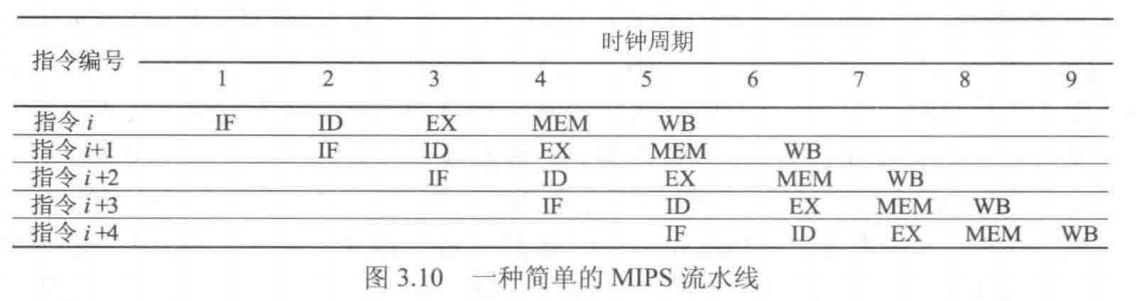 时钟周期
指令编号
1 2 3 4 5 6 7 8 9
指令 i IF ID EX MEM WB
指令 i+1 IF ID EX MEM WB
指令 i+2 IF ID EX MEM WB
指令 i+3 IF ID EX MEM WB
指令 i+4 IF ID EX MEM WB
图 3.10 一种简单的 MIPS 流水线